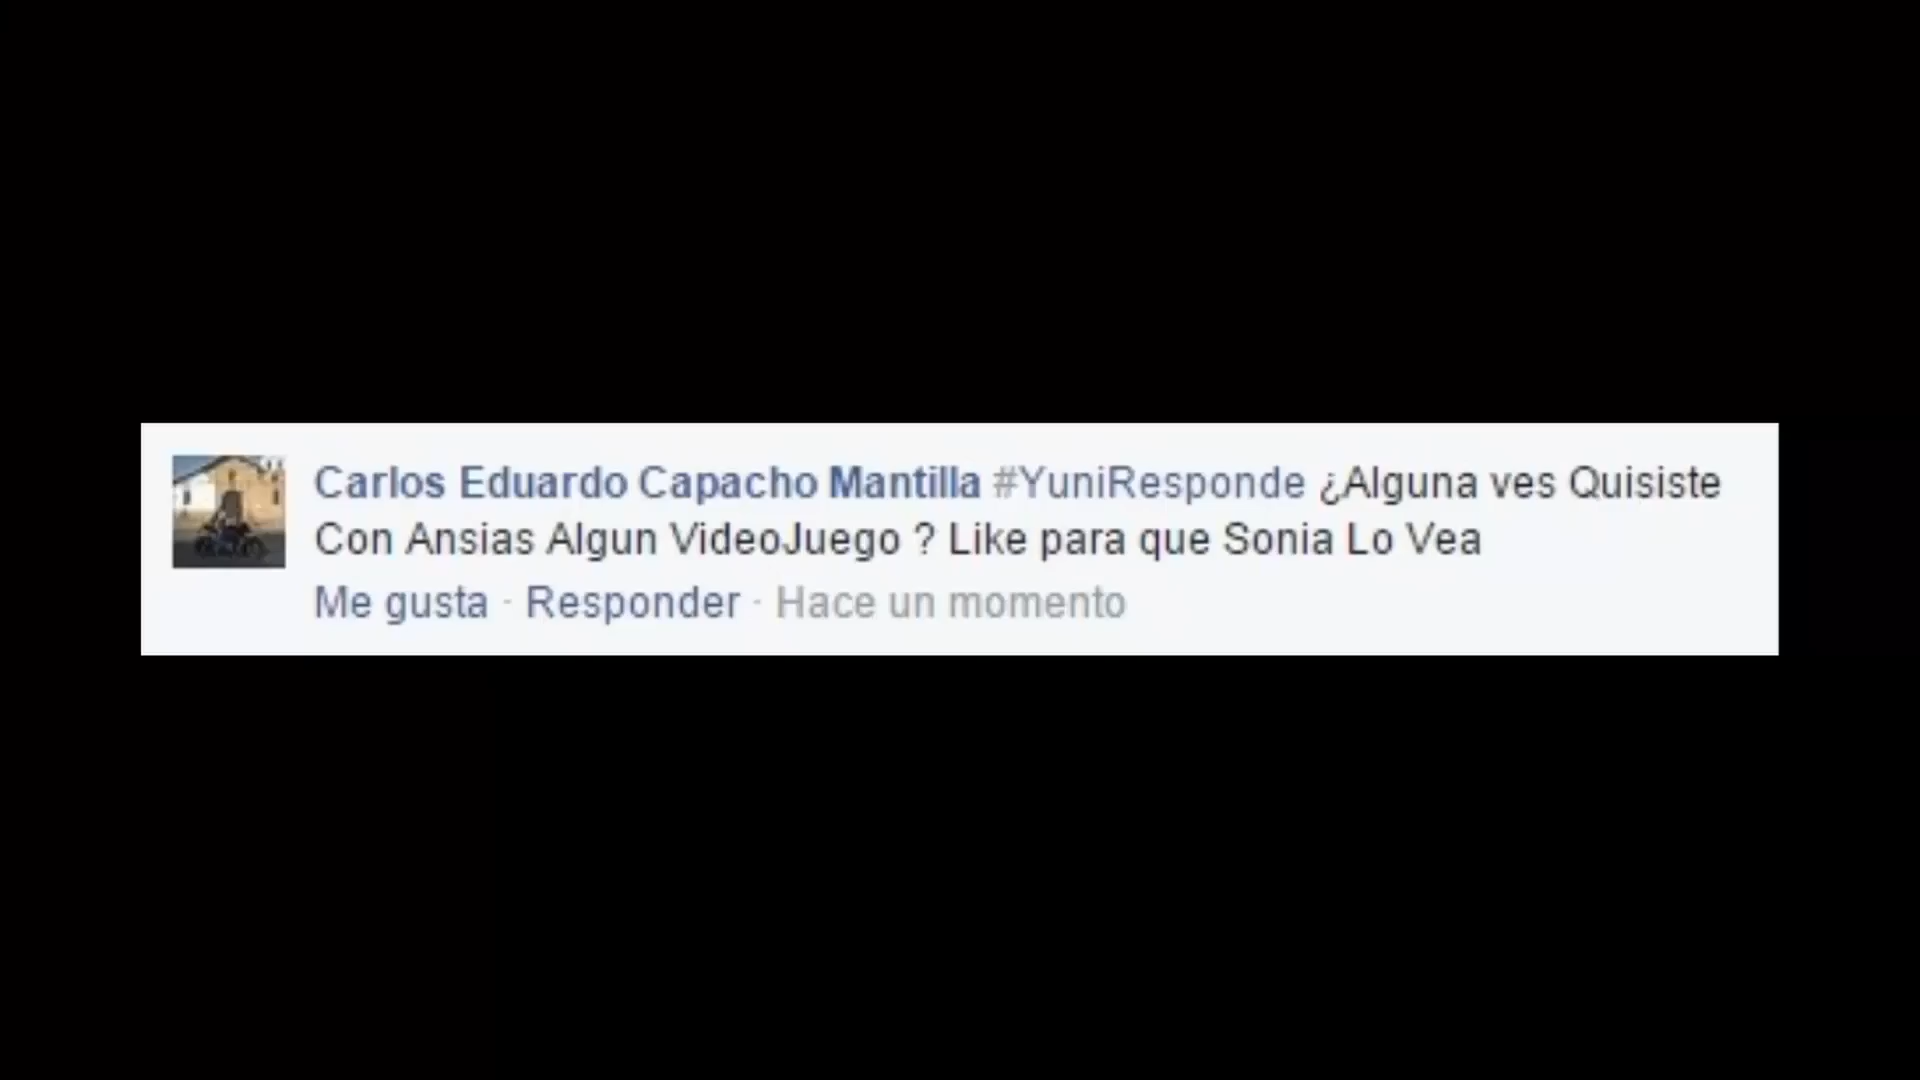 Carlos Eduardo Capacho Mantilla #YuniResponde ¿Alguna ves Quisiste
Con Ansias Algun VideoJuego ? Like para que Sonia Lo Vea
Me gusta · Responder · Hace un momento